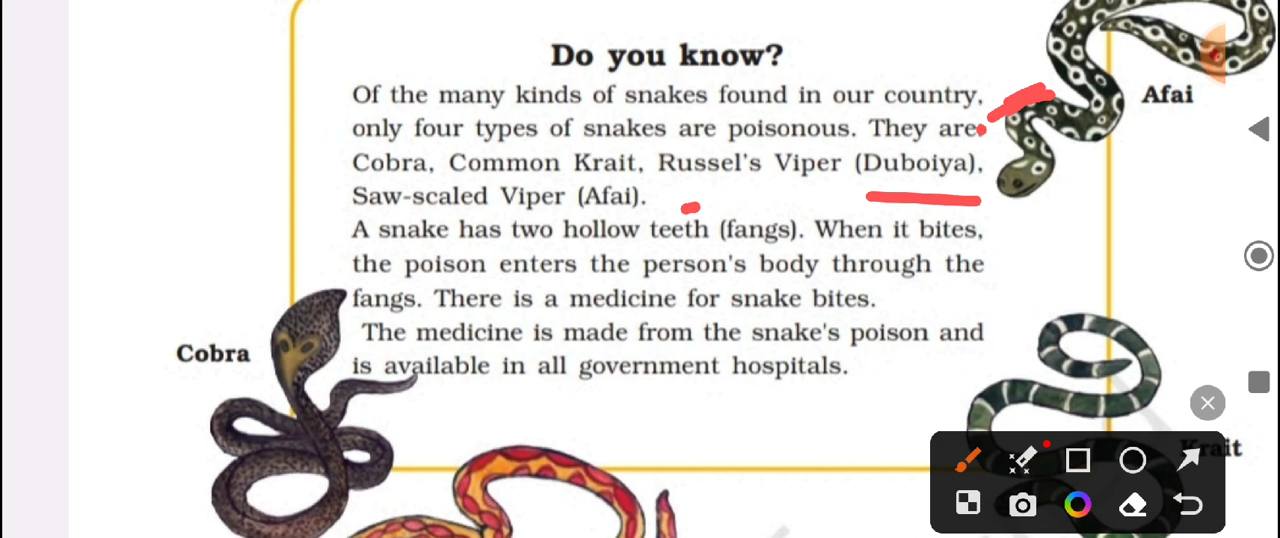 Do you know?
Of the many kinds of snakes found in our country,
only four types of snakes are poisonous. They are
Cobra, Common Krait, Russel's Viper (Duboiya),
Saw-scaled Viper (Afai).
A snake has two hollow teeth (fangs). When it bites,
the poison enters the person's body through the
fangs. There is a medicine for snake bites.
The medicine is made from the snake's poison and
is available in all government hospitals.
Afai
Cobra
Krait